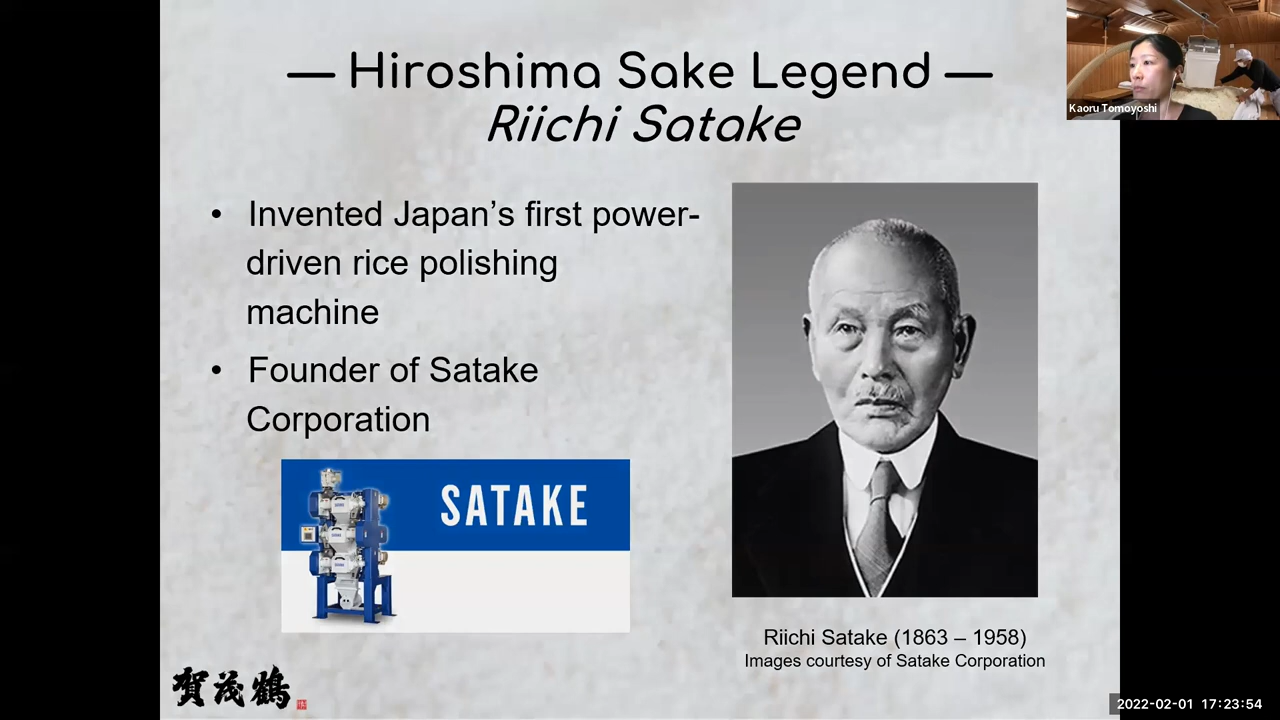 — Hiroshima Sake Legend —
Riichi Satake
• Invented Japan’s first power-
driven rice polishing
machine
• Founder of Satake
Corporation
SATAKE
Riichi Satake (1863 – 1958)
Images courtesy of Satake Corporation
賀茂鶴
Kaoru Tomoyoshi
2022-02-01 17:23:54